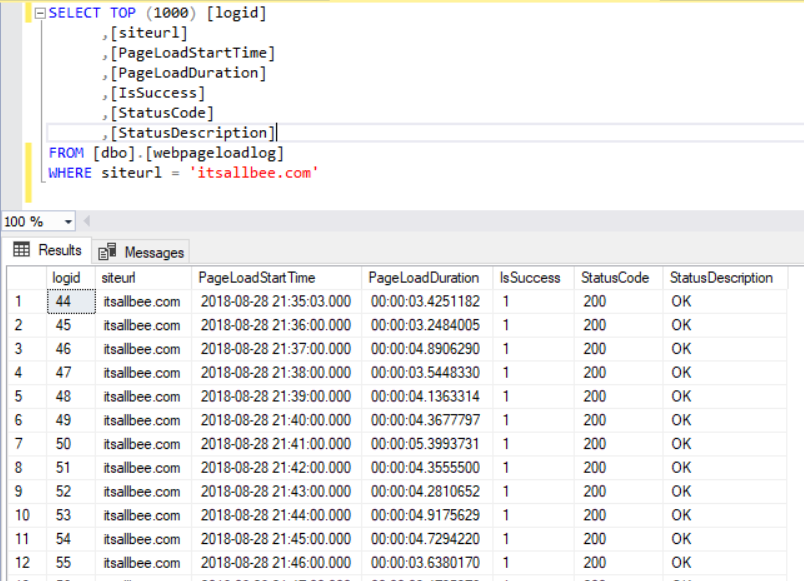 SELECT TOP (1000) [logid]
,[siteurl]
,[PageLoadStartTime]
,[PageLoadDuration]
,[IsSuccess]
,[StatusCode]
,[StatusDescription]
FROM [dbo].[webpageloadlog]
WHERE siteurl = 'itsallbee.com'
100 %
Results Messages
logid siteurl PageLoadStartTime PageLoadDuration IsSuccess StatusCode StatusDescription
1 44 itsallbee.com 2018-08-28 21:35:03.000 00:00:03.4251182 1 200 OK
2 45 itsallbee.com 2018-08-28 21:36:00.000 00:00:03.2484005 1 200 OK
3 46 itsallbee.com 2018-08-28 21:37:00.000 00:00:04.8906290 1 200 OK
4 47 itsallbee.com 2018-08-28 21:38:00.000 00:00:03.5448330 1 200 OK
5 48 itsallbee.com 2018-08-28 21:39:00.000 00:00:04.1363314 1 200 OK
6 49 itsallbee.com 2018-08-28 21:40:00.000 00:00:04.3677797 1 200 OK
7 50 itsallbee.com 2018-08-28 21:41:00.000 00:00:05.3993731 1 200 OK
8 51 itsallbee.com 2018-08-28 21:42:00.000 00:00:04.3555500 1 200 OK
9 52 itsallbee.com 2018-08-28 21:43:00.000 00:00:04.2810652 1 200 OK
10 53 itsallbee.com 2018-08-28 21:44:00.000 00:00:04.9175629 1 200 OK
11 54 itsallbee.com 2018-08-28 21:45:00.000 00:00:04.7294220 1 200 OK
12 55 itsallbee.com 2018-08-28 21:46:00.000 00:00:03.6380170 1 200 OK